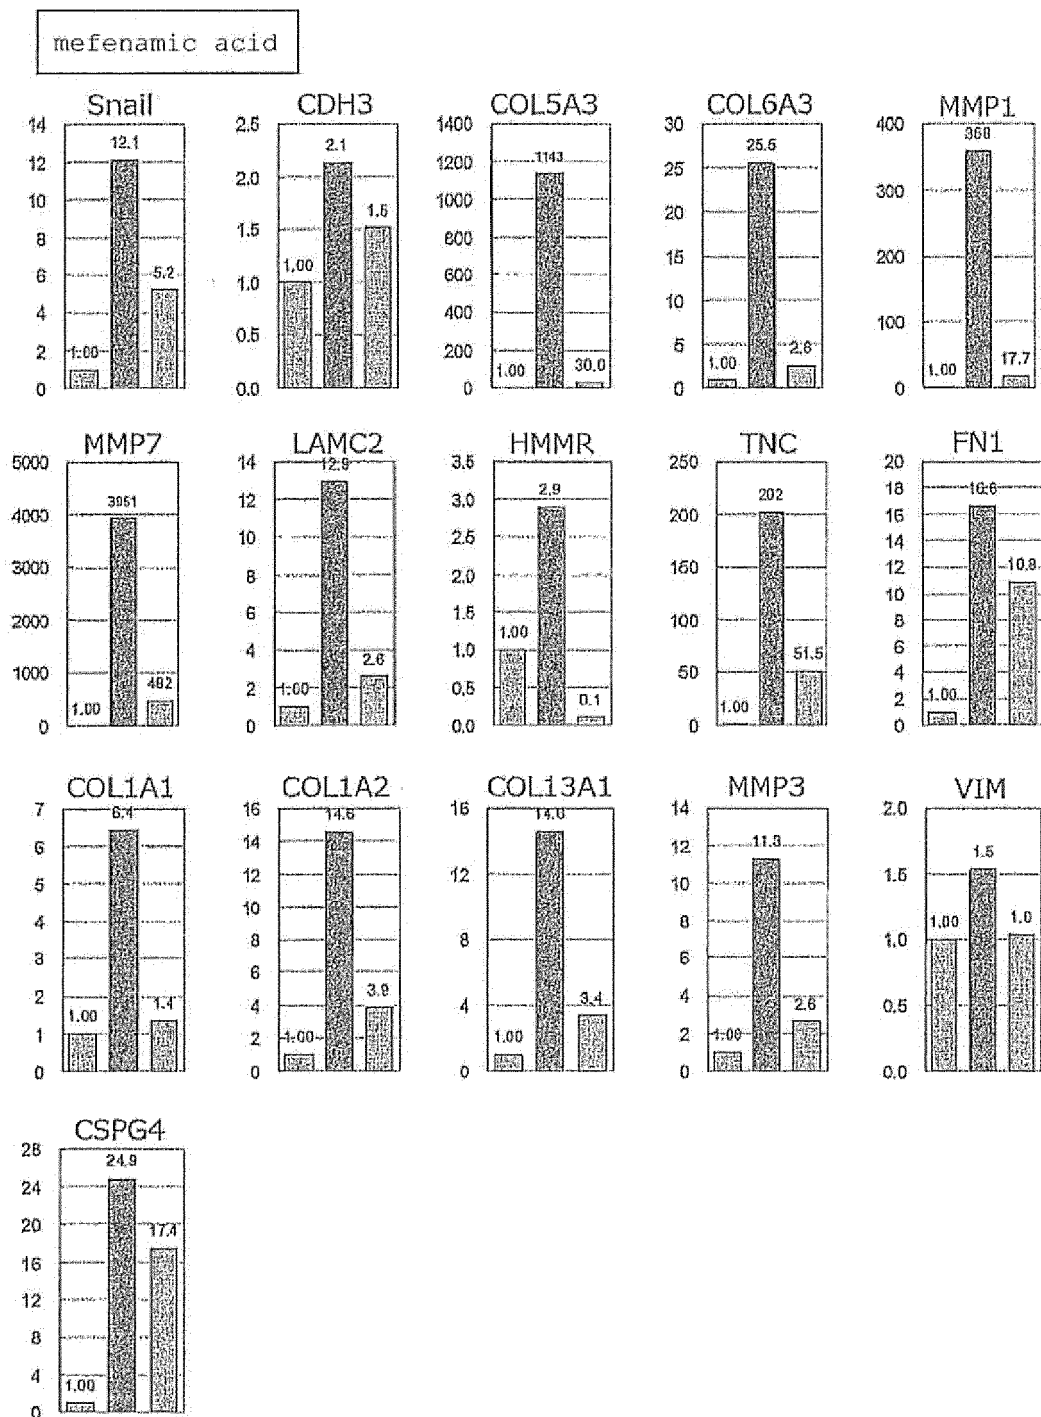 mefenamic acid
Snail CDH3 COL5A3 COL6A3 MMP1
14 12 10 8 6 4 2 0 1.00 12.1 5.2
2.5 2.0 1.5 1.0 0.5 0.0 1.00 2.1 1.5
1400 1200 1000 800 600 400 200 0 1.00 1143 30.0
30 25 20 15 10 5 0 1.00 25.5
400 300 200 100 0 1.00 17.7
MMP7 LAMC2 HMMR TNC FN1
5000 4000 3000 2000 1000 0 1.00 3951
14 12 10 8 6 4 2 0 1.00 12.9 2.6
3.5 3.0 2.5 2.0 1.5 1.0 0.5 0.0 1.00 2.9 0.1
250 200 150 100 50 0 1.00 202 51.5
20 18 16 14 12 10 8 6 4 2 0 1.00 16.6
COL1A1 COL1A2 COL13A1 MMP3 VIM
7 6 5 4 3 2 1 0 1.00 6.4 1.4
16 14 12 10 8 6 4 2 0 1.00 14.6 3.9
16 12 8 4 0 1.00 3.4
14 12 10 8 6 4 2 0 1.00 11.3 2.6
2.0 1.5 1.0 0.5 0.0 1.00 1.5 1.0
CSPG4
28 24 20 16 12 8 4 0 1.00 24.9 17.4